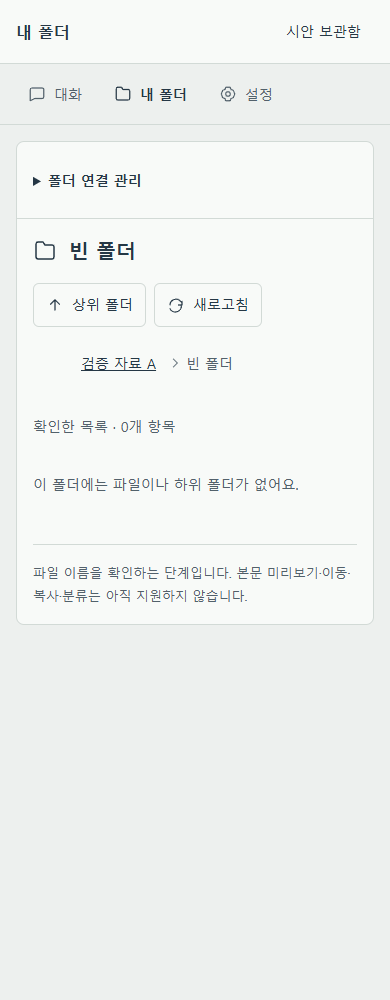 내 폴더
시안 보관함
대화
내 폴더
설정
폴더 연결 관리
빈 폴더
상위 폴더
새로고침
검증 자료 A > 빈 폴더
확인한 목록 · 0개 항목
이 폴더에는 파일이나 하위 폴더가 없어요.
파일 이름을 확인하는 단계입니다. 본문 미리보기·이동·
복사·분류는 아직 지원하지 않습니다.